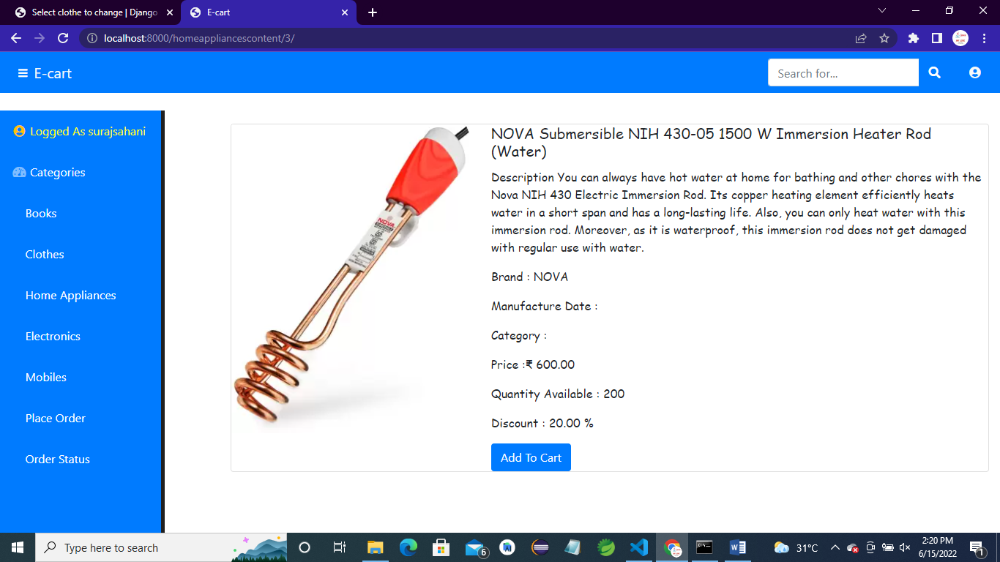 Select clothe to change | Django
E-cart
localhost:8000/homeappliancescontent/3/
E-cart
Search for...
Logged As surajsahani
Categories
Books
Clothes
Home Appliances
Electronics
Mobiles
Place Order
Order Status
NOVA
NOVA Submersible NIH 430-05 1500 W Immersion Heater Rod
(Water)
Description You can always have hot water at home for bathing and other chores with the
Nova NIH 430 Electric Immersion Rod. Its copper heating element efficiently heats
water in a short span and has a long-lasting life. Also, you can only heat water with this
immersion rod. Moreover, as it is waterproof, this immersion rod does not get damaged
with regular use with water.
Brand : NOVA
Manufacture Date :
Category :
Price :₹ 600.00
Quantity Available : 200
Discount : 20.00 %
Add To Cart
Type here to search
6
31°C
2:20 PM
6/15/2022
1